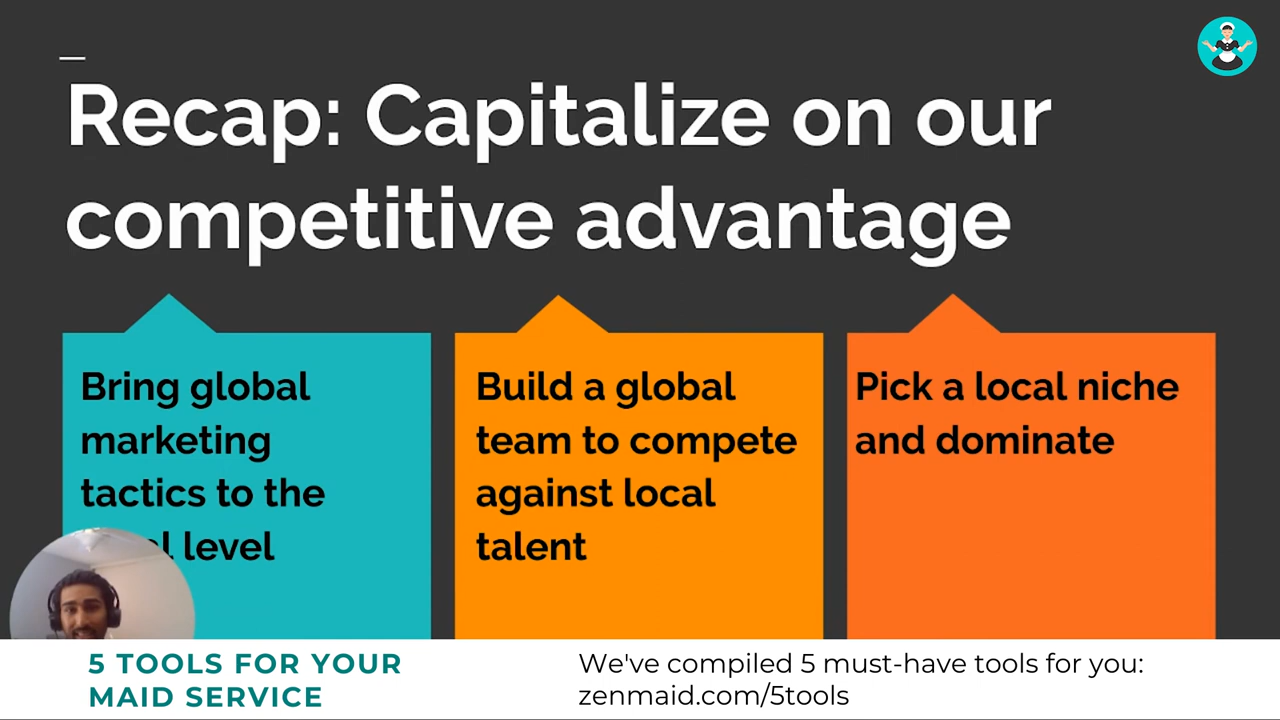 Recap: Capitalize on our
competitive advantage
Bring global
marketing
tactics to the
level
Build a global
team to compete
against local
talent
Pick a local niche
and dominate
5 TOOLS FOR YOUR
MAID SERVICE
We've compiled 5 must-have tools for you:
zenmaid.com/5tools